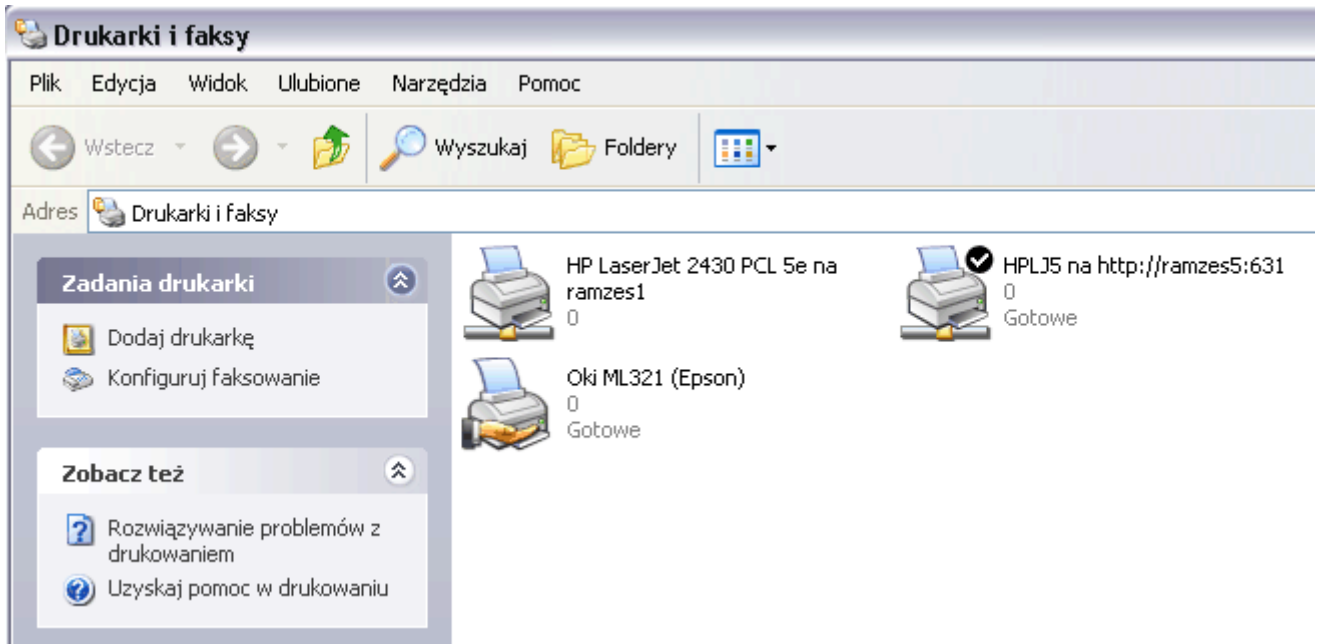 Drukarki i faksy
Plik Edycja Widok Ulubione Narzędzia Pomoc
Wstecz Wyszukaj Foldery
Adres Drukarki i faksy
Zadania drukarki
Dodaj drukarkę
Konfiguruj faksowanie
Zobacz też
Rozwiązywanie problemów z
drukowaniem
Uzyskaj pomoc w drukowaniu
HP LaserJet 2430 PCL 5e na
ramzes1
0
HPLJ5 na http://ramzes5:631
0
Gotowe
Oki ML321 (Epson)
0
Gotowe